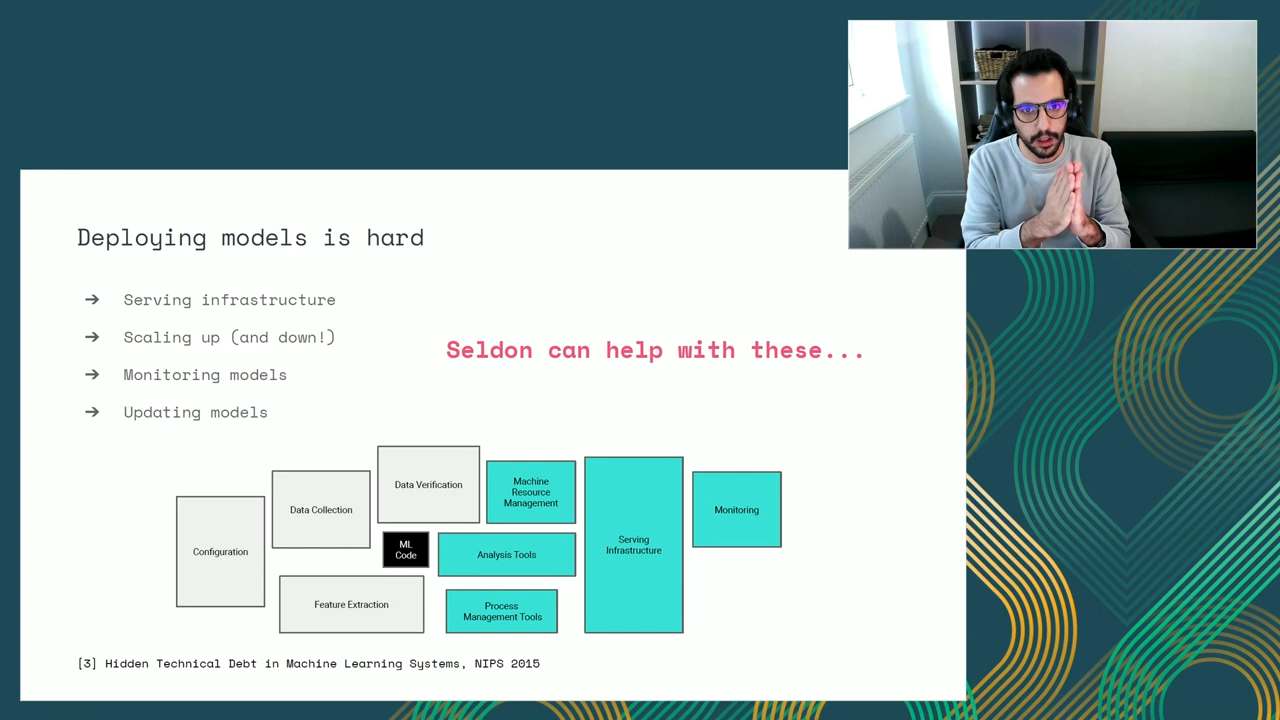 Deploying models is hard
➔ Serving infrastructure
➔ Scaling up (and down!)
➔ Monitoring models
➔ Updating models
Seldon can help with these...
Configuration
Data Collection
Data Verification
Machine
Resource
Management
ML
Code
Analysis Tools
Feature Extraction
Process
Management Tools
Serving
Infrastructure
Monitoring
[3] Hidden Technical Debt in Machine Learning Systems, NIPS 2015